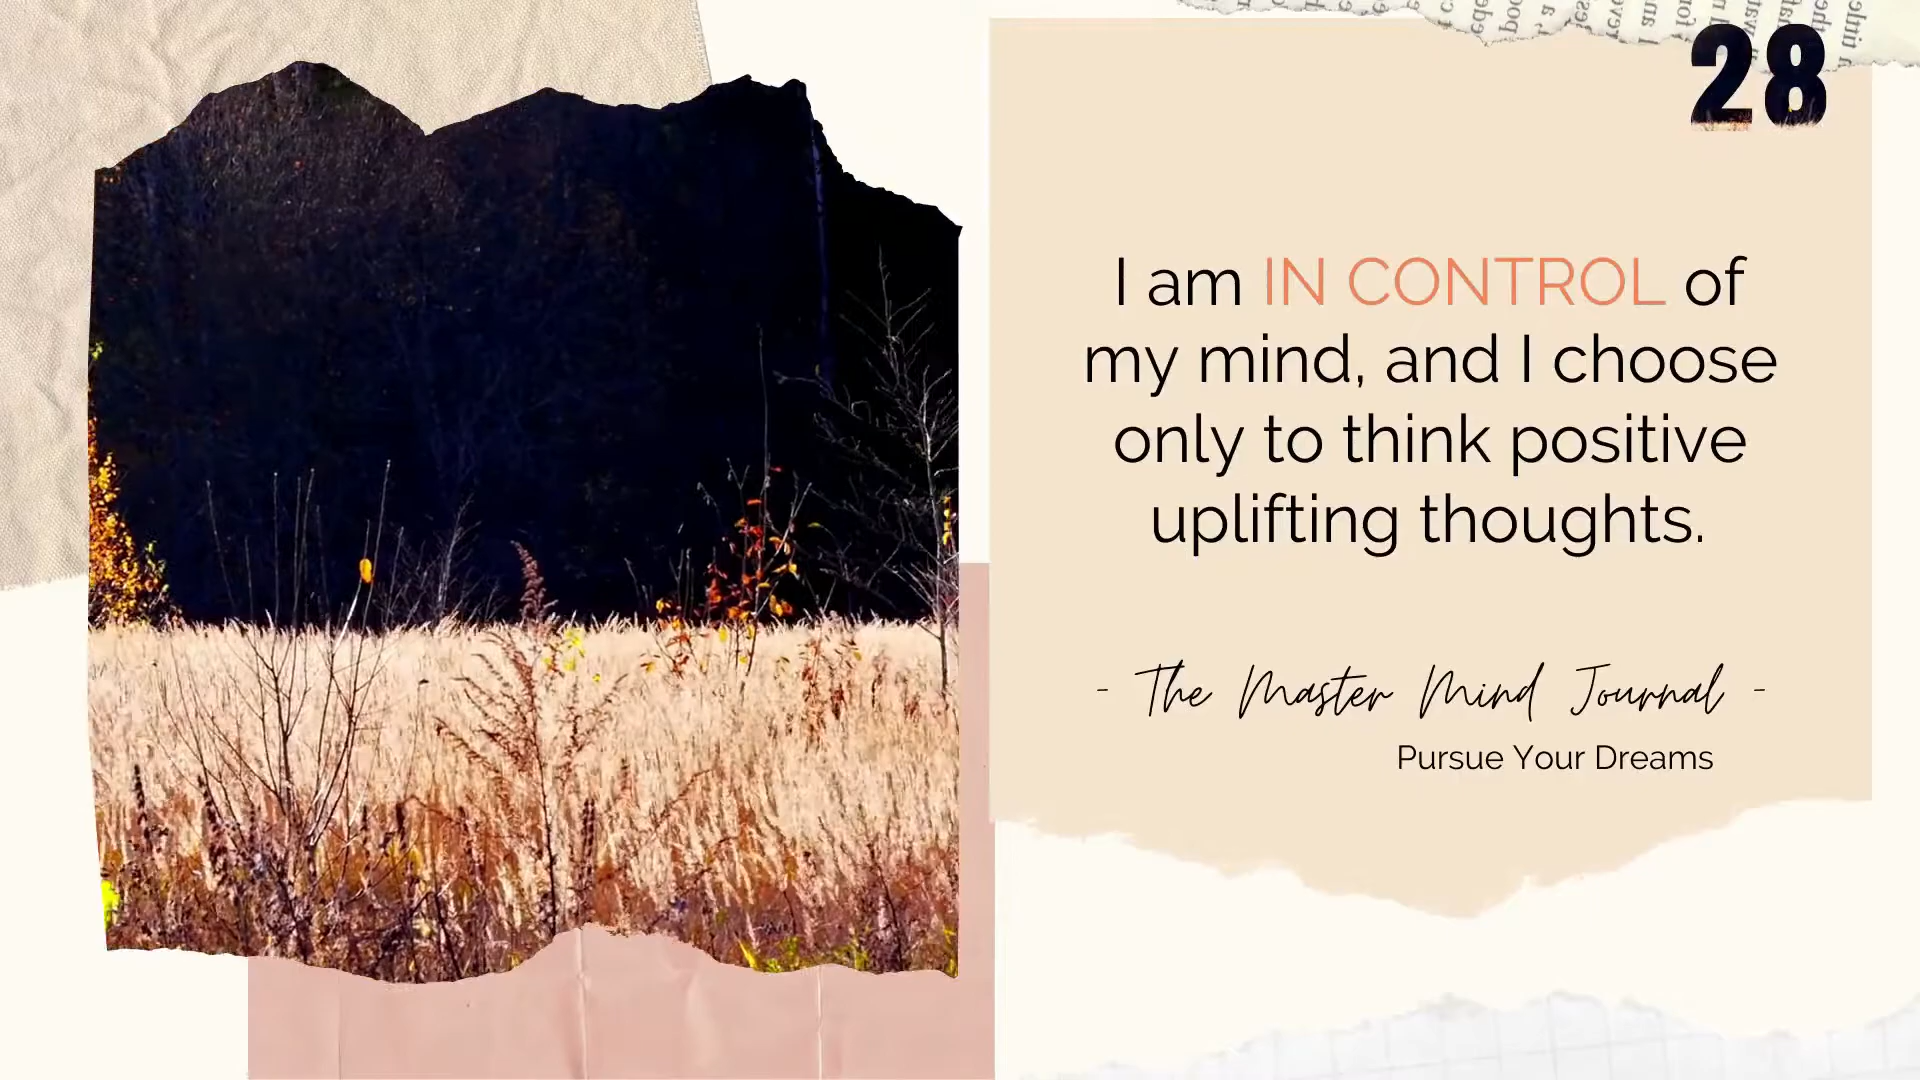 28
I am IN CONTROL of
my mind, and I choose
only to think positive
uplifting thoughts.
- The Master Mind Journal -
Pursue Your Dreams